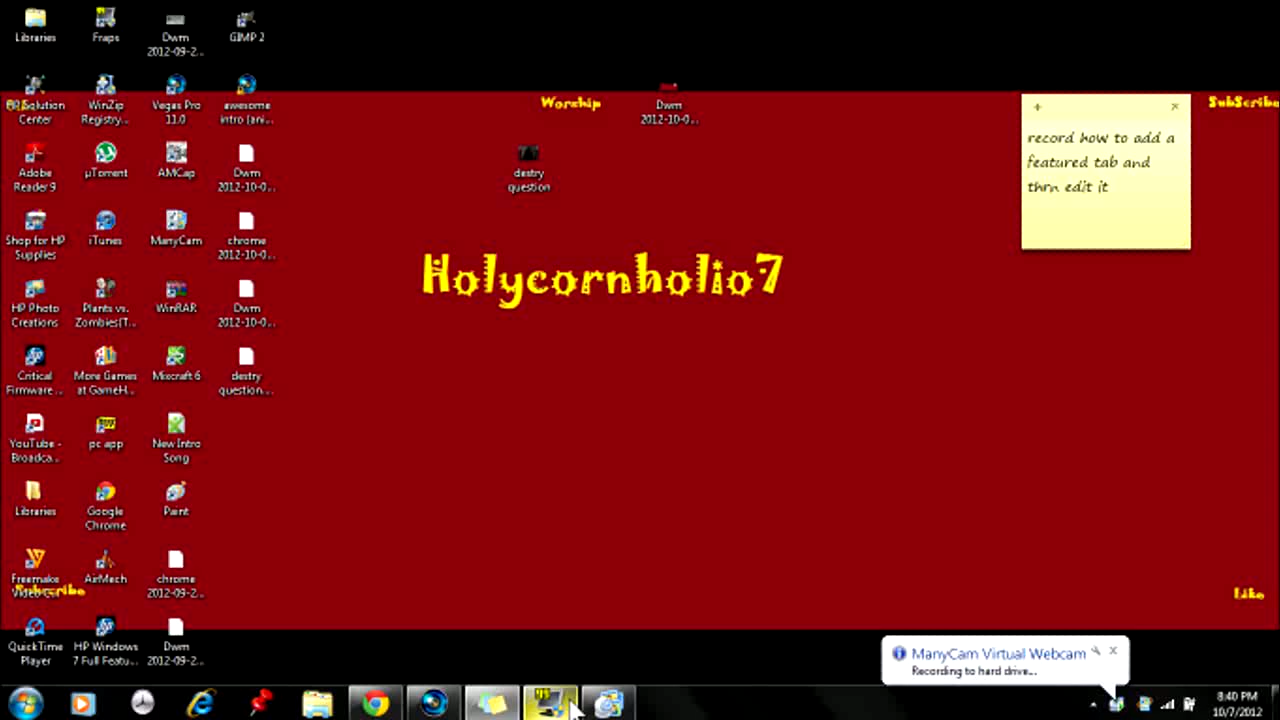 Libraries
Fraps
Dwm
2012-09-2...
GIMP 2
HP Solution
Center
WinZip
Registry...
Vegas Pro
11.0
awesome
intro (ani...
Worship
Dwm
2012-10-0...
SubScribe
Adobe
Reader 9
µTorrent
AMCap
Dwm
2012-10-0...
destry
question
record how to add a
featured tab and
thrn edit it
Shop for HP
Supplies
iTunes
ManyCam
chrome
2012-10-0...
Holycornholio7
HP Photo
Creations
Plants vs.
Zombies(T...
WinRAR
Dwm
2012-10-0...
Critical
Firmware...
More Games
at GameH...
Mixcraft 6
destry
question...
YouTube -
Broadca...
pc app
New Intro
Song
Libraries
Google
Chrome
Paint
Freemake
Video C...
AirMech
chrome
2012-09-2...
Subscribe
Like
QuickTime
Player
HP Windows
7 Full Featu...
Dwm
2012-09-2...
ManyCam Virtual Webcam
Recording to hard drive...
8:40 PM
10/7/2012